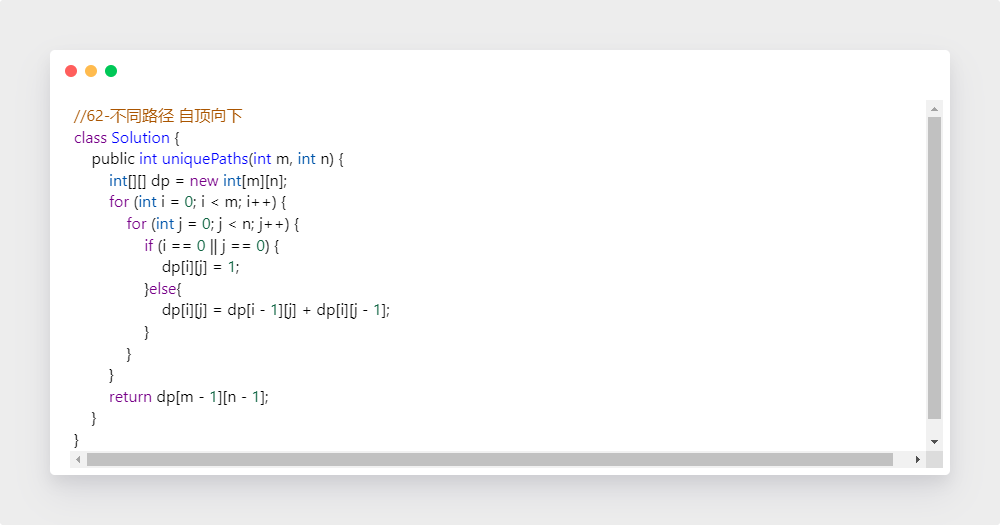 //62-不同路径 自顶向下
class Solution {
    public int uniquePaths(int m, int n) {
        int[][] dp = new int[m][n];
        for (int i = 0; i < m; i++) {
            for (int j = 0; j < n; j++) {
                if (i == 0 || j == 0) {
                    dp[i][j] = 1;
                }else{
                    dp[i][j] = dp[i - 1][j] + dp[i][j - 1];
                }
            }
        }
        return dp[m - 1][n - 1];
    }
}